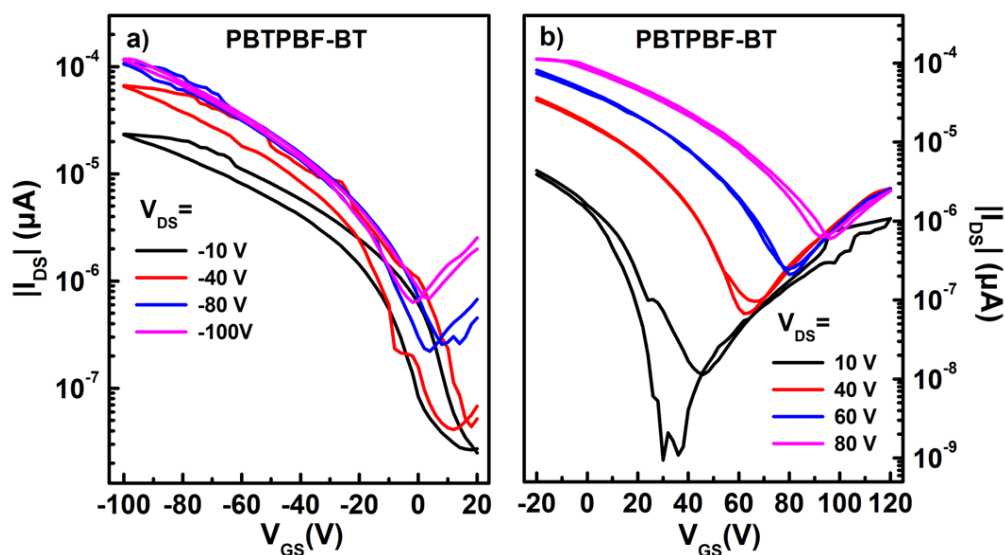 a) PBTPBF-BT
|I_DS| (µA)
10^-4
10^-5
10^-6
10^-7
V_DS=
-10 V
-40 V
-80 V
-100V
-100 -80 -60 -40 -20 0 20
V_GS(V)
b) PBTPBF-BT
10^-4
10^-5
10^-6
10^-7
10^-8
10^-9
|I_DS| (µA)
V_DS=
10 V
40 V
60 V
80 V
-20 0 20 40 60 80 100 120
V_GS(V)